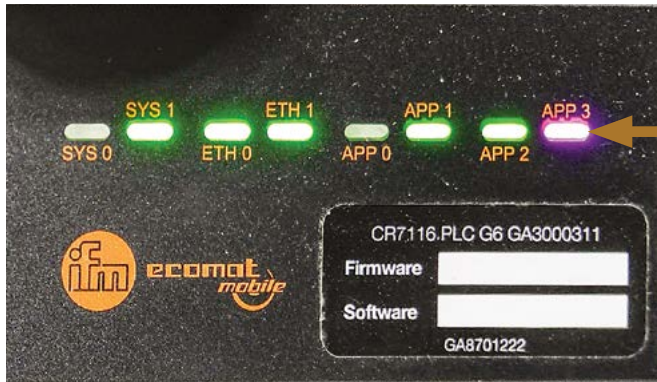 SYS 1 ETH 1 APP 1 APP 3
SYS 0 ETH 0 APP 0 APP 2
ifm ecomat
mobile
CR7116 PLC G6 GA3000311
Firmware
Software
GA8701222